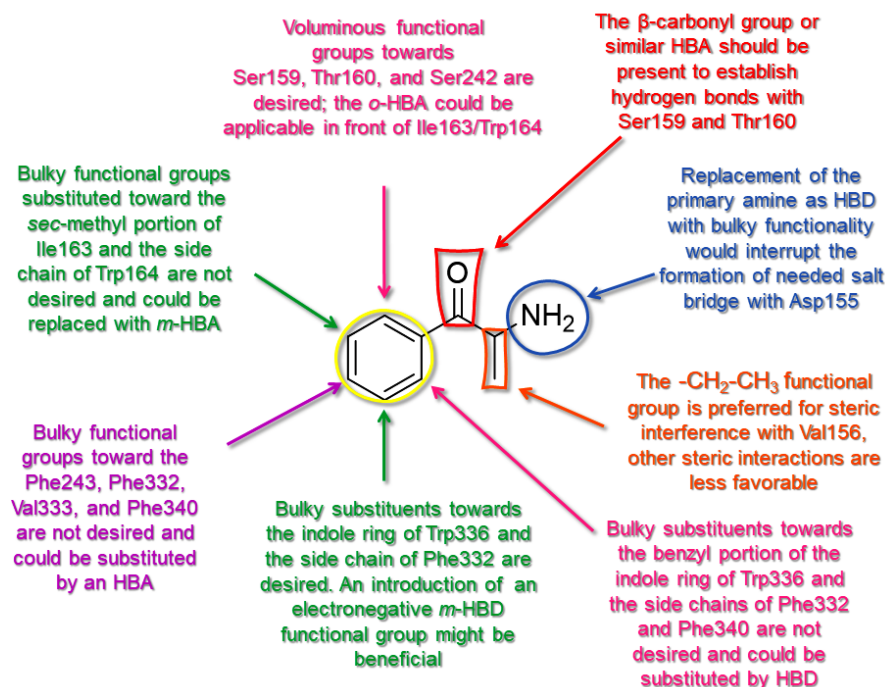 Voluminous functional
groups towards
Ser159, Thr160, and Ser242 are
desired; the o-HBA could be
applicable in front of Ile163/Trp164
The β-carbonyl group or
similar HBA should be
present to establish
hydrogen bonds with
Ser159 and Thr160
Bulky functional groups
substituted toward the
sec-methyl portion of
Ile163 and the side
chain of Trp164 are not
desired and could be
replaced with m-HBA
Replacement of the
primary amine as HBD
with bulky functionality
would interrupt the
formation of needed salt
bridge with Asp155
O
NH₂
The -CH₂-CH₃ functional
group is preferred for steric
interference with Val156,
other steric interactions are
less favorable
Bulky functional
groups toward the
Phe243, Phe332,
Val333, and Phe340
are not desired and
could be substituted
by an HBA
Bulky substituents towards
the indole ring of Trp336 and
the side chain of Phe332 are
desired. An introduction of an
electronegative m-HBD
functional group might be
beneficial
Bulky substituents towards
the benzyl portion of the
indole ring of Trp336 and
the side chains of Phe332
and Phe340 are not
desired and could be
substituted by HBD